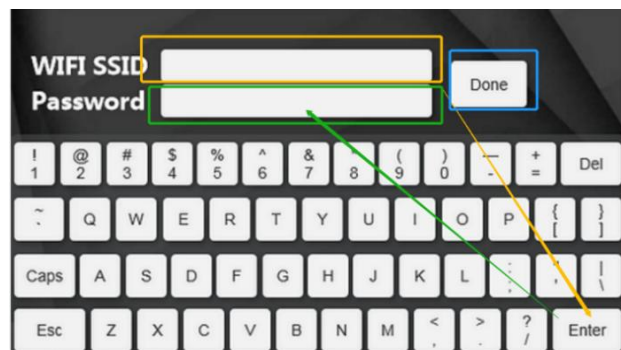 WIFI SSID
Done
Password
! @ # $ % ^ & * ( ) — +
1 2 3 4 5 6 7 8 9 0 - = Del
~ { }
` Q W E R T Y U I O P [ ]
: " |
Caps A S D F G H J K L ; ' \
< > ?
Esc Z X C V B N M , . / Enter